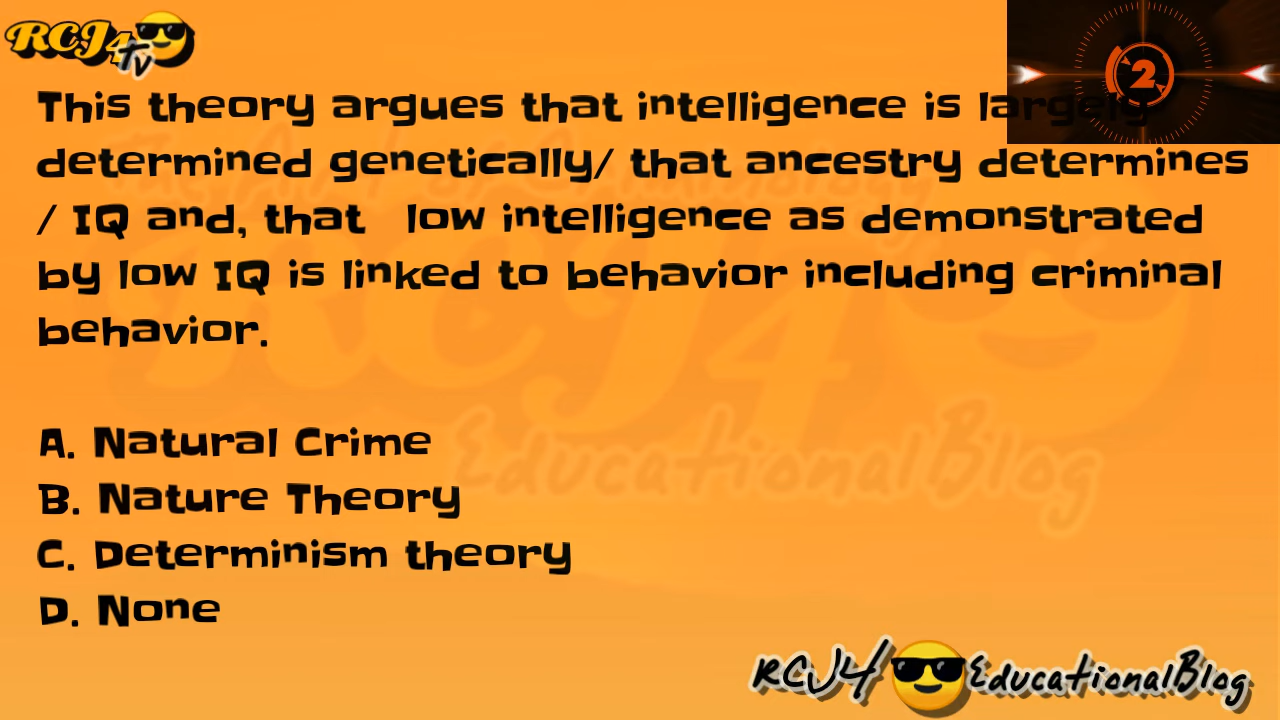 RCJ4
tv
2
This theory argues that intelligence is largely
determined genetically/ that ancestry determines
/ IQ and, that low intelligence as demonstrated
by low IQ is linked to behavior including criminal
behavior.
A. Natural Crime
B. Nature Theory
C. Determinism theory
D. None
RCJ4
EducationalBlog
RCJ4 EducationalBlog